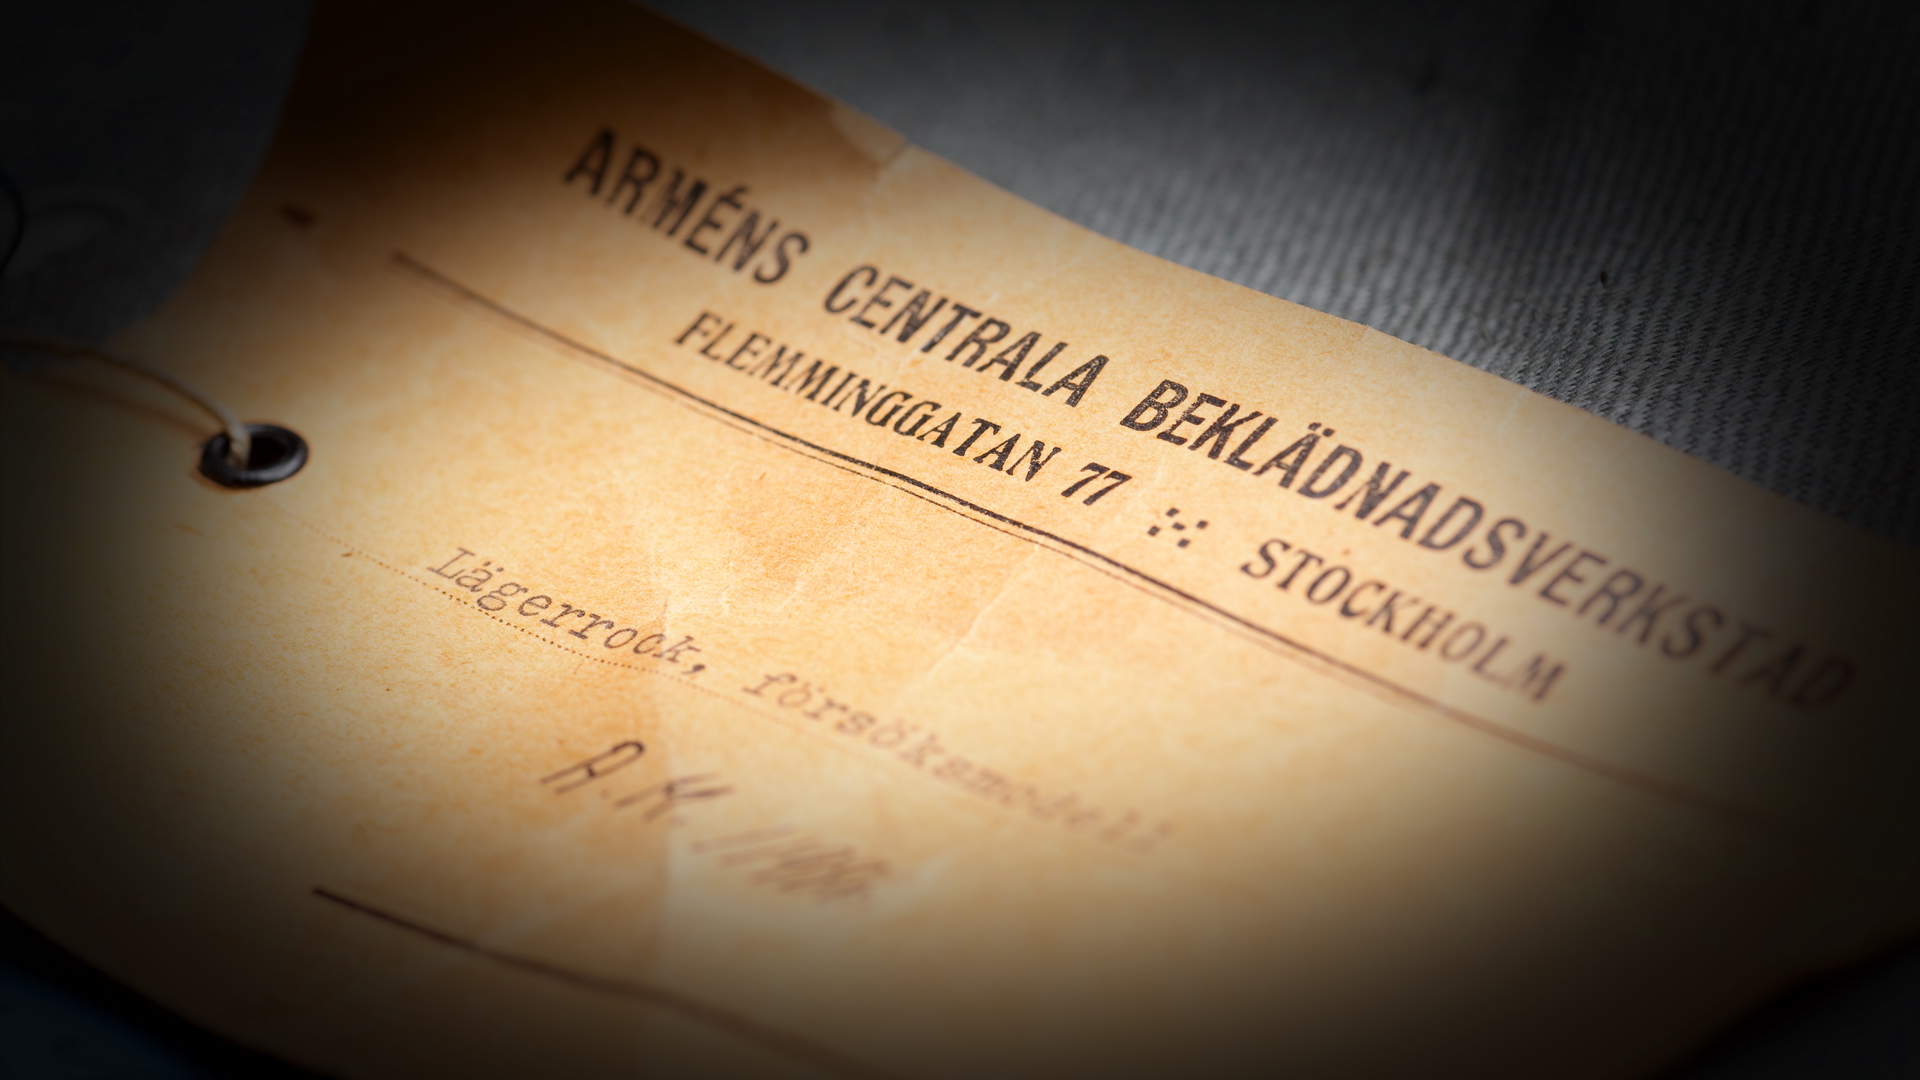 ARMÉNS CENTRALA BEKLÄDNADSVERKSTAD
FLEMMINGGATAN 77 STOCKHOLM
Lägerrock, försöksmodell
A.K.